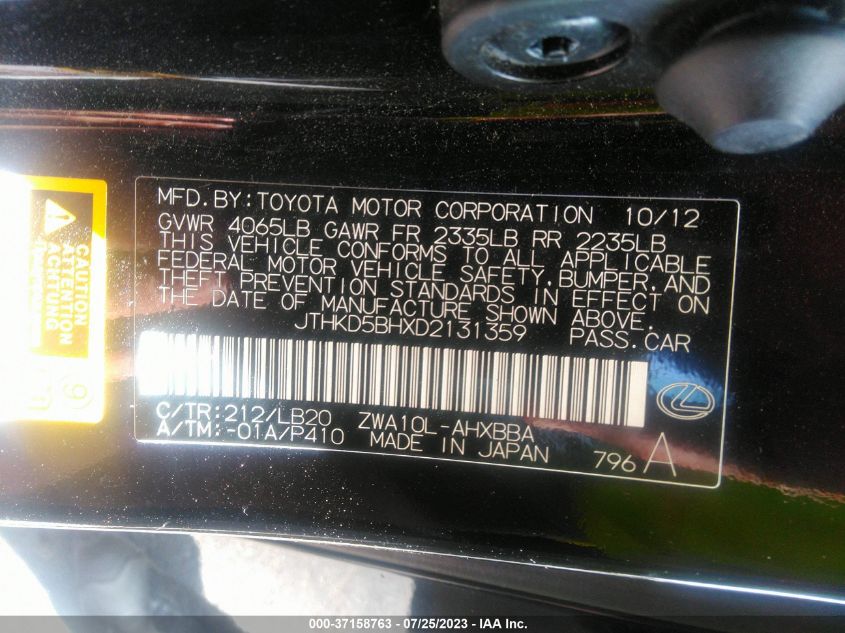 MFD.BY:TOYOTA MOTOR CORPORATION 10/12
GVWR 4065LB GAWR FR 2335LB RR 2235LB
THIS VEHICLE CONFORMS TO ALL APPLICABLE
FEDERAL MOTOR VEHICLE SAFETY,BUMPER,AND
THEFT PREVENTION STANDARDS IN EFFECT ON
THE DATE OF MANUFACTURE SHOWN ABOVE.
JTHKD5BHXD2131359 PASS.CAR
C/TR:212/LB20 ZWA10L-AHXBBA
A/TM:-01A/P410 MADE IN JAPAN
796 A
CAUTION
ATTENTION
ACHTUNG
000-37158763 - 07/25/2023 - IAA Inc.